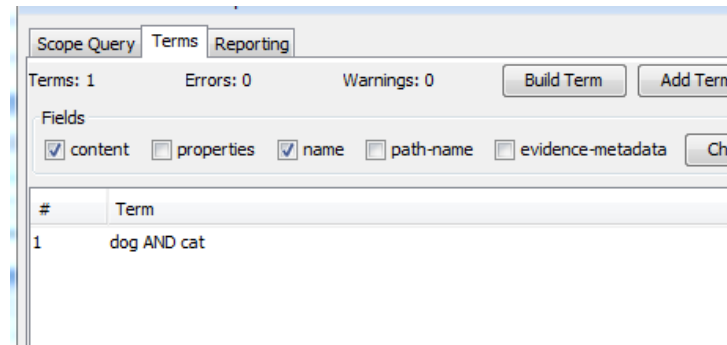 Scope Query Terms Reporting
Terms: 1 Errors: 0 Warnings: 0 Build Term Add Term
Fields
content properties name path-name evidence-metadata Ch
# Term
1 dog AND cat